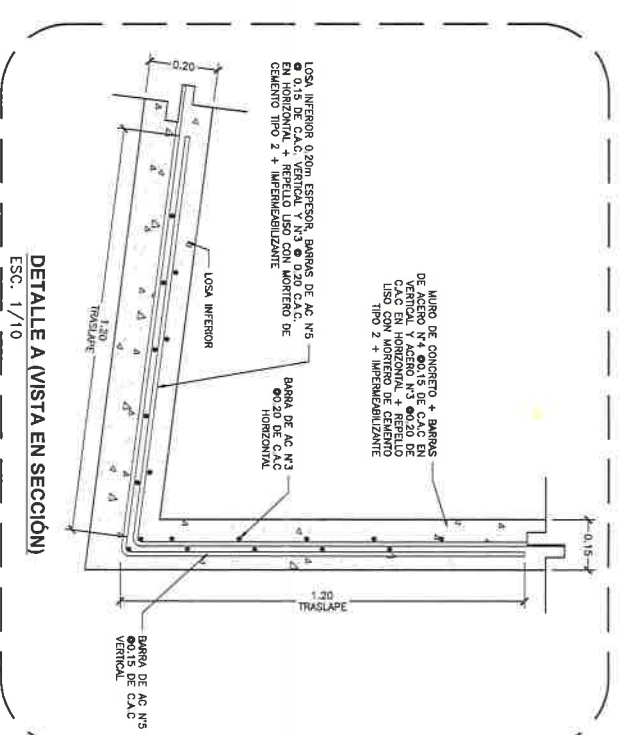 MURO DE CONCRETO + BARRAS
DE ACERO N°4 @0.15 DE C.A.C EN
VERTICAL Y ACERO N°3 @0.20 DE
C.A.C EN HORIZONTAL + REPELLO
LISO CON MORTERO DE CEMENTO
TIPO 2 + IMPERMEABILIZANTE
0.15
LOSA INFERIOR 0.20m ESPESOR, BARRAS DE AC N°5
@ 0.15 DE C.A.C. VERTICAL Y N°3 @ 0.20 C.A.C.
EN HORIZONTAL + REPELLO LISO CON MORTERO DE
CEMENTO TIPO 2 + IMPERMEABILIZANTE
0.20
LOSA INFERIOR
BARRA DE AC N°3
@0.20 DE C.A.C
HORIZONTAL
1.20
TRASLAPE
1.20
TRASLAPE
BARRA DE AC N°5
@0.15 DE C.A.C
VERTICAL
DETALLE A (VISTA EN SECCIÓN)
ESC. 1/10